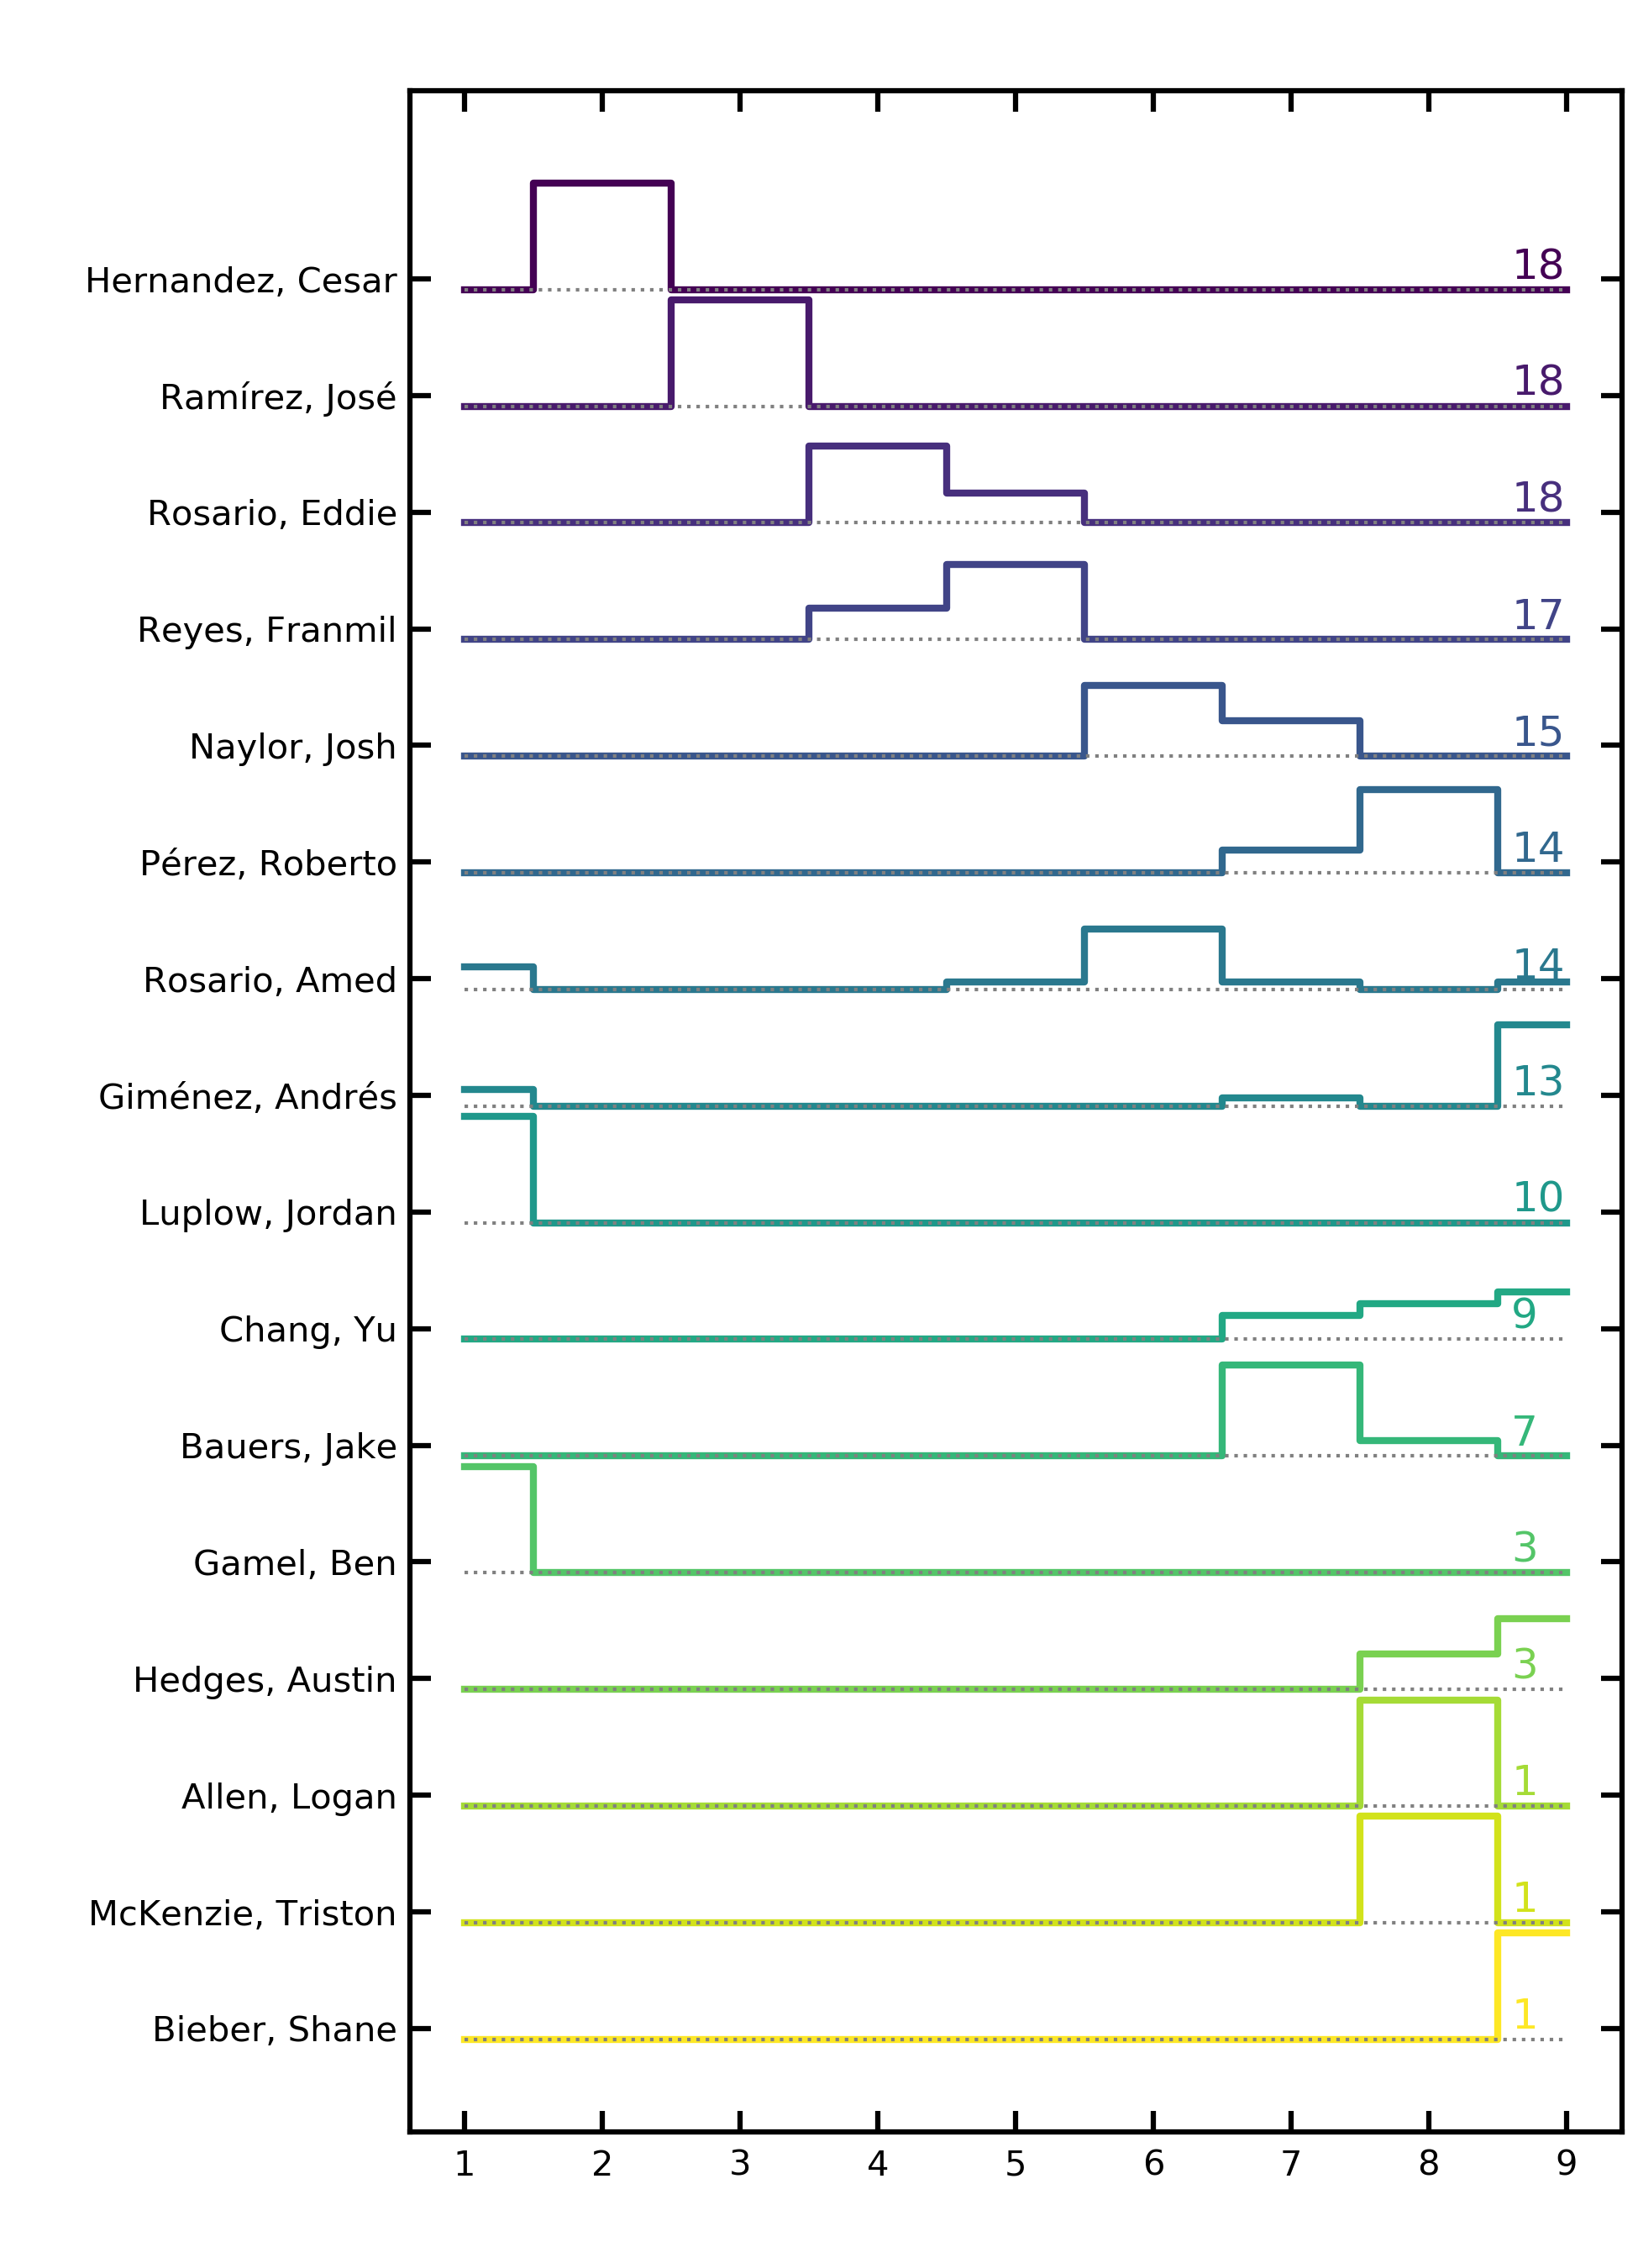 Hernandez, Cesar 18
Ramírez, José 18
Rosario, Eddie 18
Reyes, Franmil 17
Naylor, Josh 15
Pérez, Roberto 14
Rosario, Amed 14
Giménez, Andrés 13
Luplow, Jordan 10
Chang, Yu 9
Bauers, Jake 7
Gamel, Ben 3
Hedges, Austin 3
Allen, Logan 1
McKenzie, Triston 1
Bieber, Shane 1
1 2 3 4 5 6 7 8 9